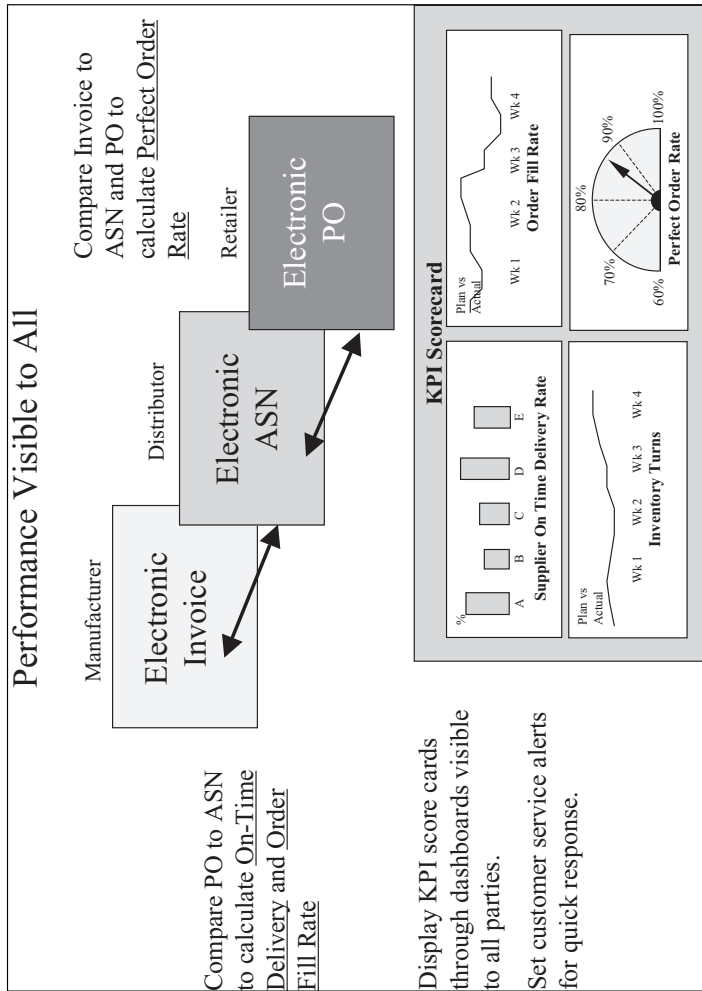 Performance Visible to All
Compare PO to ASN
to calculate On-Time
Delivery and Order
Fill Rate
Manufacturer
Electronic
Invoice
Distributor
Electronic
ASN
Retailer
Electronic
PO
Compare Invoice to
ASN and PO to
calculate Perfect Order
Rate
Display KPI score cards
through dashboards visible
to all parties.
Set customer service alerts
for quick response.
KPI Scorecard
%
A B C D E
Supplier On Time Delivery Rate
Plan vs
Actual
Wk 1 Wk 2 Wk 3 Wk 4
Order Fill Rate
Plan vs
Actual
Wk 1 Wk 2 Wk 3 Wk 4
Inventory Turns
60% 70% 80% 90% 100%
Perfect Order Rate